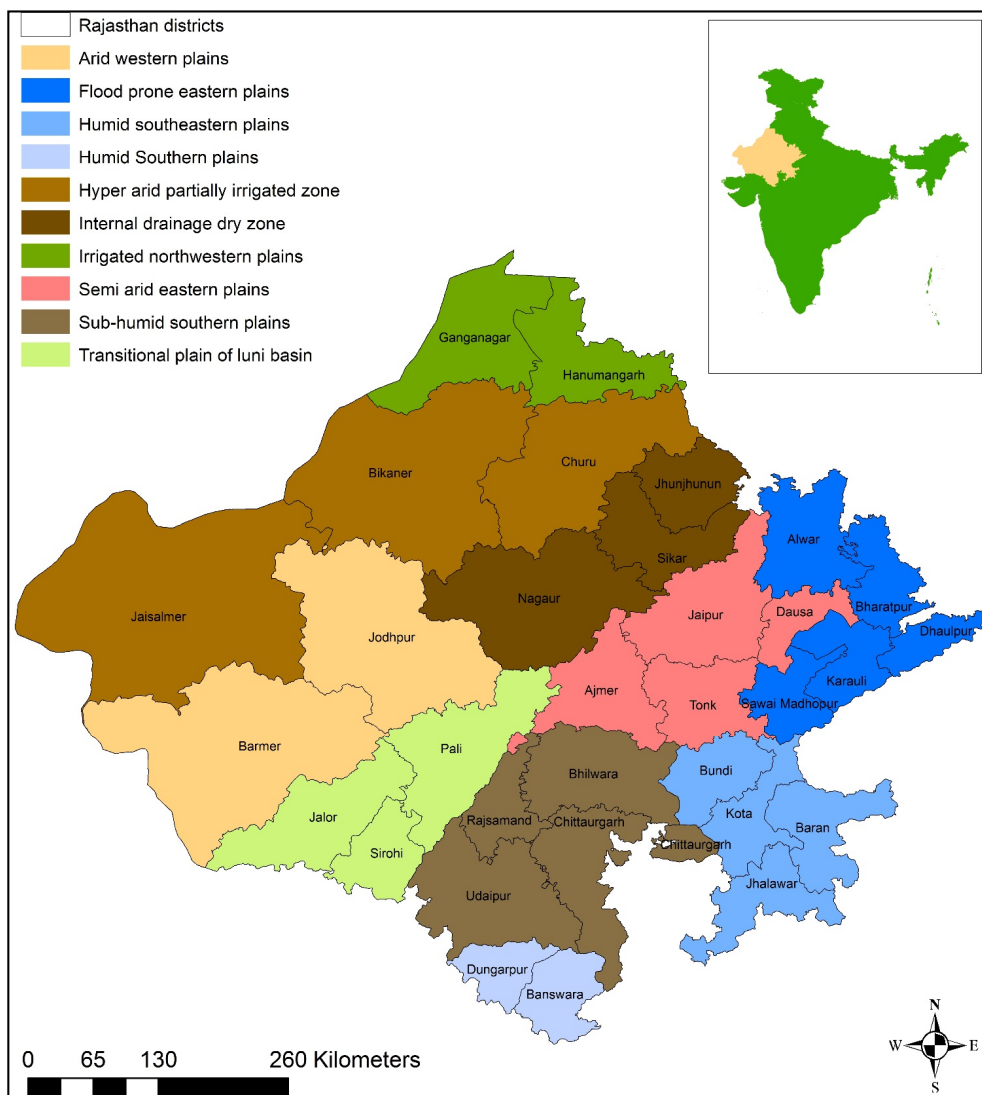 Rajasthan districts
Arid western plains
Flood prone eastern plains
Humid southeastern plains
Humid Southern plains
Hyper arid partially irrigated zone
Internal drainage dry zone
Irrigated northwestern plains
Semi arid eastern plains
Sub-humid southern plains
Transitional plain of luni basin
Ganganagar
Hanumangarh
Bikaner
Churu
Jhunjhunun
Sikar
Alwar
Nagaur
Jaisalmer
Jodhpur
Jaipur
Dausa
Bharatpur
Dhaulpur
Karauli
Sawai Madhopur
Ajmer
Tonk
Barmer
Pali
Bhilwara
Bundi
Jalor
Rajsamand
Chittaurgarh
Kota
Baran
Sirohi
Chittaurgarh
Jhalawar
Udaipur
Dungarpur
Banswara
N
W E
S
0 65 130 260 Kilometers